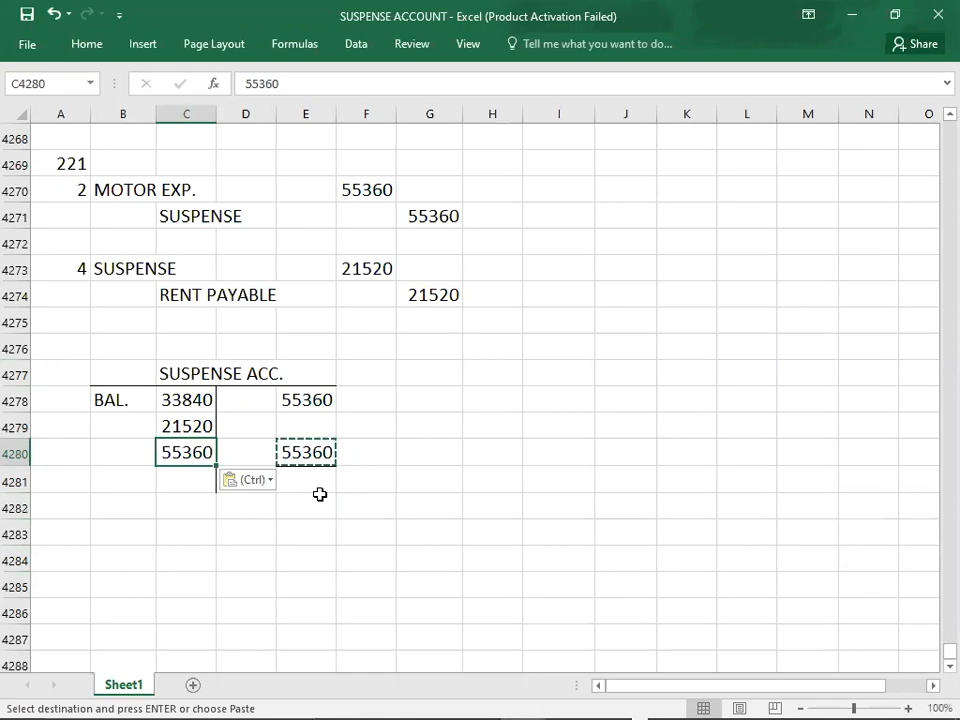 SUSPENSE ACCOUNT - Excel (Product Activation Failed)
File Home Insert Page Layout Formulas Data Review View Tell me what you want to do... Share
C4280 fx 55360
A B C D E F G H I J K L M N O
4268
4269 221
4270 2 MOTOR EXP. 55360
4271 SUSPENSE 55360
4272
4273 4 SUSPENSE 21520
4274 RENT PAYABLE 21520
4275
4276
4277 SUSPENSE ACC.
4278 BAL. 33840 55360
4279 21520
4280 55360 55360
4281 (Ctrl)
4282
4283
4284
4285
4286
4287
4288
Sheet1
Select destination and press ENTER or choose Paste 100%